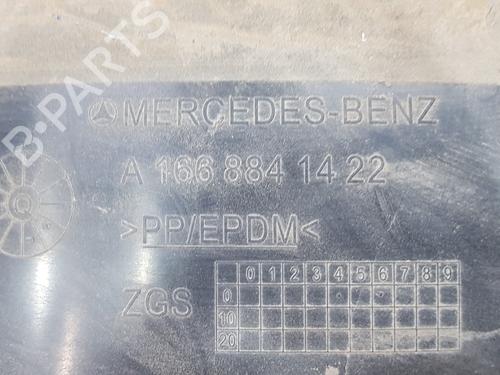 B-PARTS
MERCEDES-BENZ
A 166 884 14 22
Q
>PP/EPDM<
ZGS
0 1 2 3 4 5 6 7 8 9
0
10
20